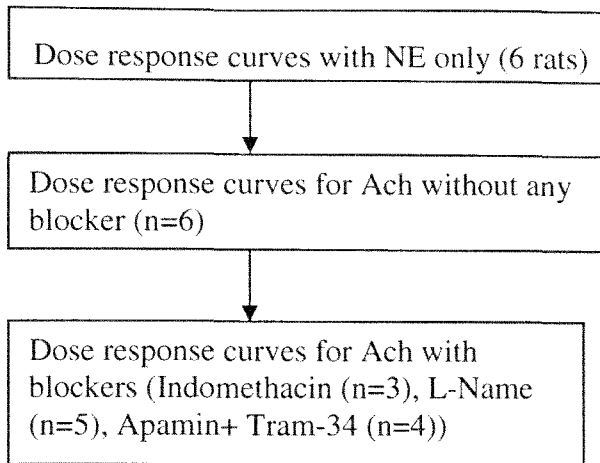 Dose response curves with NE only (6 rats)
Dose response curves for Ach without any
blocker (n=6)
Dose response curves for Ach with
blockers (Indomethacin (n=3), L-Name
(n=5), Apamin+ Tram-34 (n=4))